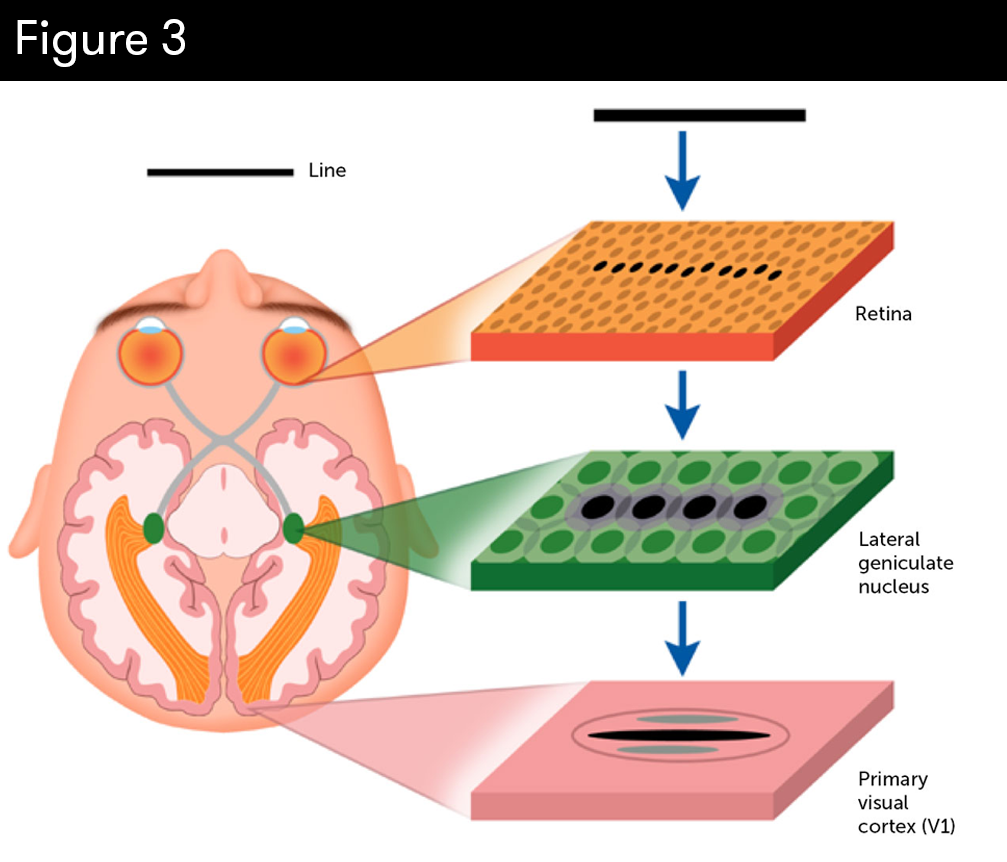 Figure 3
Line
Retina
Lateral
geniculate
nucleus
Primary
visual
cortex (V1)